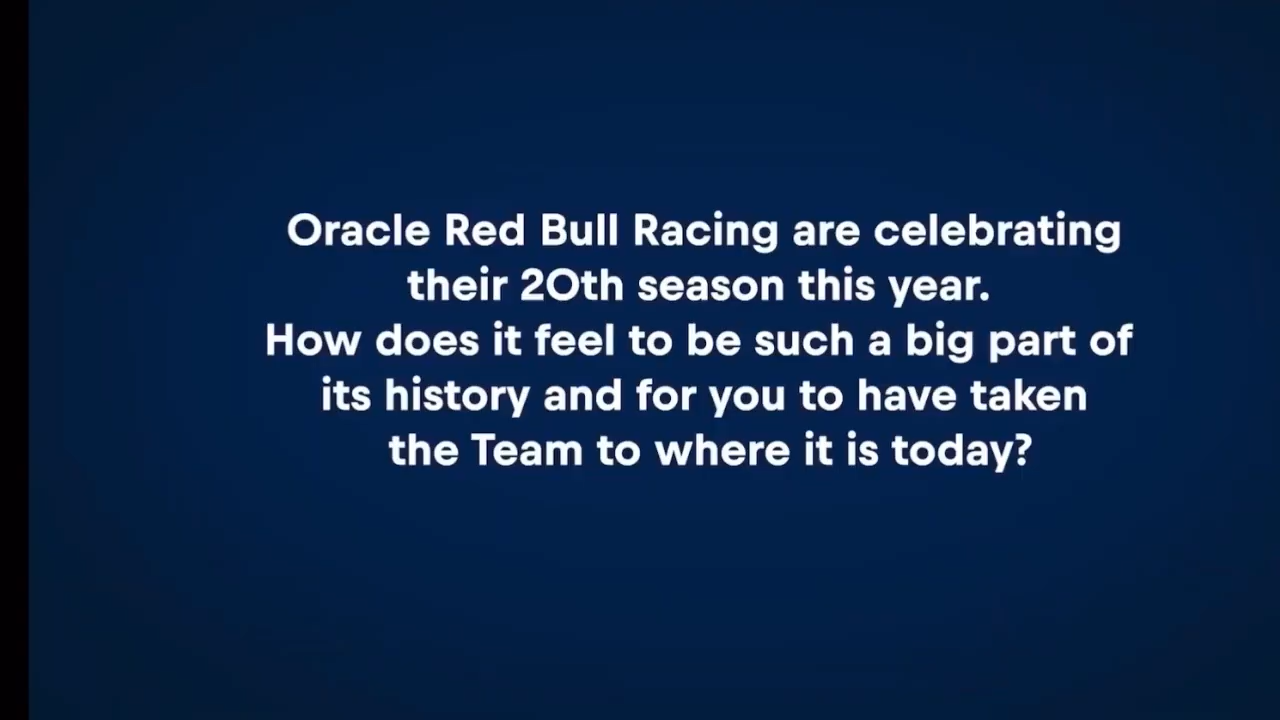 Oracle Red Bull Racing are celebrating
their 20th season this year.
How does it feel to be such a big part of
its history and for you to have taken
the Team to where it is today?